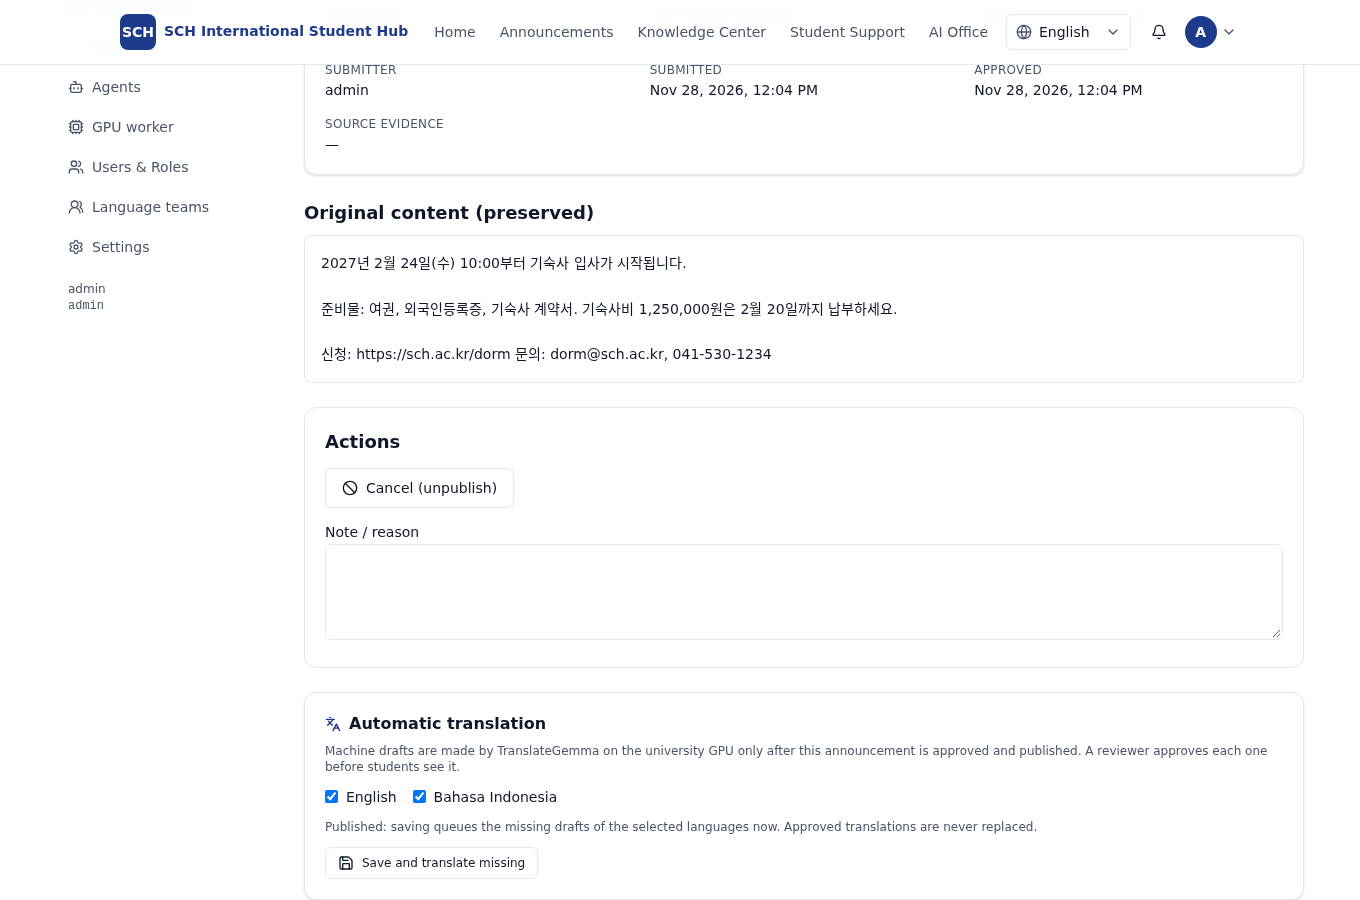 SCH SCH International Student Hub Home Announcements Knowledge Center Student Support AI Office English A
Agents
GPU worker
Users & Roles
Language teams
Settings
admin
admin
SUBMITTER SUBMITTED APPROVED
admin Nov 28, 2026, 12:04 PM Nov 28, 2026, 12:04 PM
SOURCE EVIDENCE
—
Original content (preserved)
2027년 2월 24일(수) 10:00부터 기숙사 입사가 시작됩니다.
준비물: 여권, 외국인등록증, 기숙사 계약서. 기숙사비 1,250,000원은 2월 20일까지 납부하세요.
신청: https://sch.ac.kr/dorm 문의: dorm@sch.ac.kr, 041-530-1234
Actions
Cancel (unpublish)
Note / reason
Automatic translation
Machine drafts are made by TranslateGemma on the university GPU only after this announcement is approved and published. A reviewer approves each one
before students see it.
English Bahasa Indonesia
Published: saving queues the missing drafts of the selected languages now. Approved translations are never replaced.
Save and translate missing